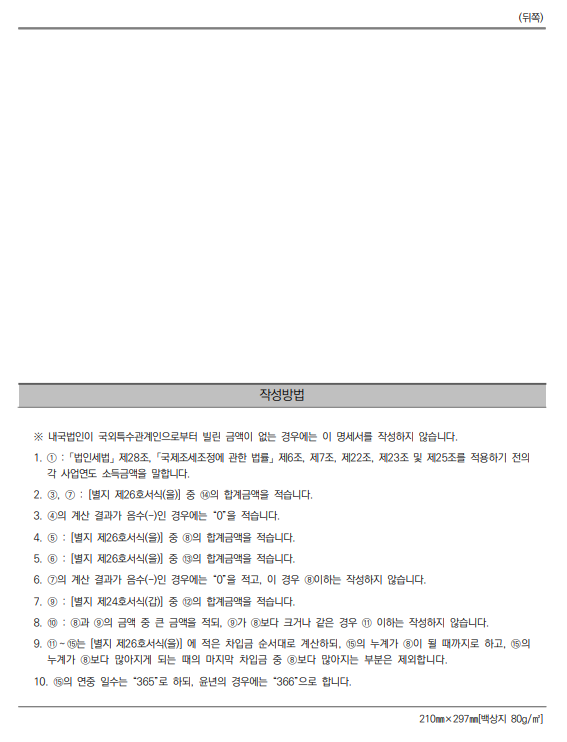 (뒤쪽)
작성방법
※ 내국법인이 국외특수관계인으로부터 빌린 금액이 없는 경우에는 이 명세서를 작성하지 않습니다.
1. ① : 「법인세법」 제28조, 「국제조세조정에 관한 법률」 제6조, 제7조, 제22조, 제23조 및 제25조를 적용하기 전의
각 사업연도 소득금액을 말합니다.
2. ③, ⑦ : [별지 제26호서식(을)] 중 ⑭의 합계금액을 적습니다.
3. ④의 계산 결과가 음수(-)인 경우에는 “0”을 적습니다.
4. ⑤ : [별지 제26호서식(을)] 중 ⑧의 합계금액을 적습니다.
5. ⑥ : [별지 제26호서식(을)] 중 ⑬의 합계금액을 적습니다.
6. ⑦의 계산 결과가 음수(-)인 경우에는 “0”을 적고, 이 경우 ⑧이하는 작성하지 않습니다.
7. ⑨ : [별지 제24호서식(갑)] 중 ⑫의 합계금액을 적습니다.
8. ⑩ : ⑧과 ⑨의 금액 중 큰 금액을 적되, ⑨가 ⑧보다 크거나 같은 경우 ⑪ 이하는 작성하지 않습니다.
9. ⑪~⑮는 [별지 제26호서식(을)] 에 적은 차입금 순서대로 계산하되, ⑮의 누계가 ⑧이 될 때까지로 하고, ⑮의
누계가 ⑧보다 많아지게 되는 때의 마지막 차입금 중 ⑧보다 많아지는 부분은 제외합니다.
10. ⑮의 연중 일수는 “365”로 하되, 윤년의 경우에는 “366”으로 합니다.
210㎜×297㎜[백상지 80g/㎡]